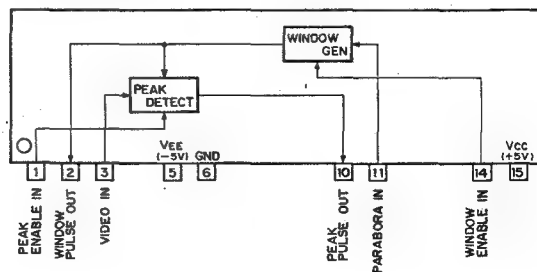 WINDOW
GEN
PEAK
DETECT
VEE
(-5V)
GND
VCC
(+5V)
1
2
3
5
6
10
11
14
15
PEAK
ENABLE IN
WINDOW
PULSE OUT
VIDEO IN
PEAK
PULSE OUT
PARABORA IN
WINDOW
ENABLE IN